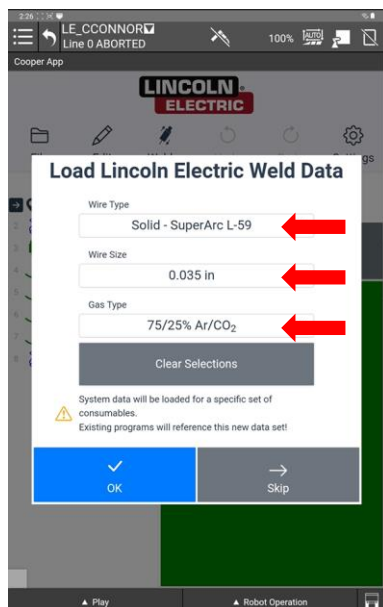 2:26
LE_CCONNOR
Line 0 ABORTED
100%
AUTO
Cooper App
LINCOLN
ELECTRIC
Load Lincoln Electric Weld Data
Wire Type
Solid - SuperArc L-59
Wire Size
0.035 in
Gas Type
75/25% Ar/CO₂
Clear Selections
System data will be loaded for a specific set of
consumables.
Existing programs will reference this new data set!
OK
Skip
Play
Robot Operation